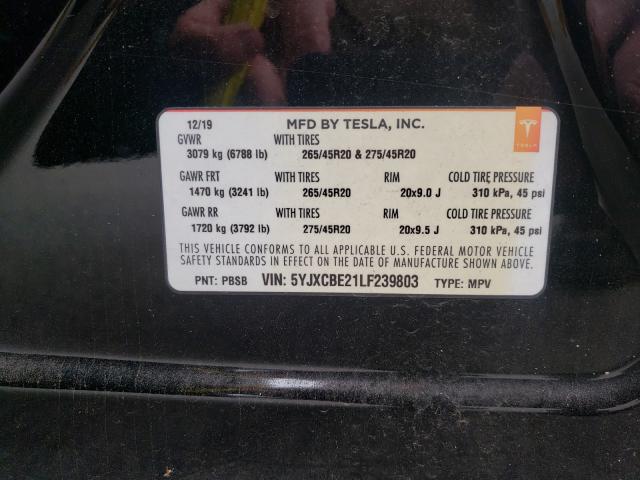 12/19 MFD BY TESLA, INC.
GVWR WITH TIRES
3079 kg (6788 lb) 265/45R20 & 275/45R20
TESLA
GAWR FRT WITH TIRES RIM COLD TIRE PRESSURE
1470 kg (3241 lb) 265/45R20 20x9.0 J 310 kPa, 45 psi
GAWR RR WITH TIRES RIM COLD TIRE PRESSURE
1720 kg (3792 lb) 275/45R20 20x9.5 J 310 kPa, 45 psi
THIS VEHICLE CONFORMS TO ALL APPLICABLE U.S. FEDERAL MOTOR VEHICLE
SAFETY STANDARDS IN EFFECT ON THE DATE OF MANUFACTURE SHOWN ABOVE.
PNT: PBSB VIN: 5YJXCBE21LF239803 TYPE: MPV